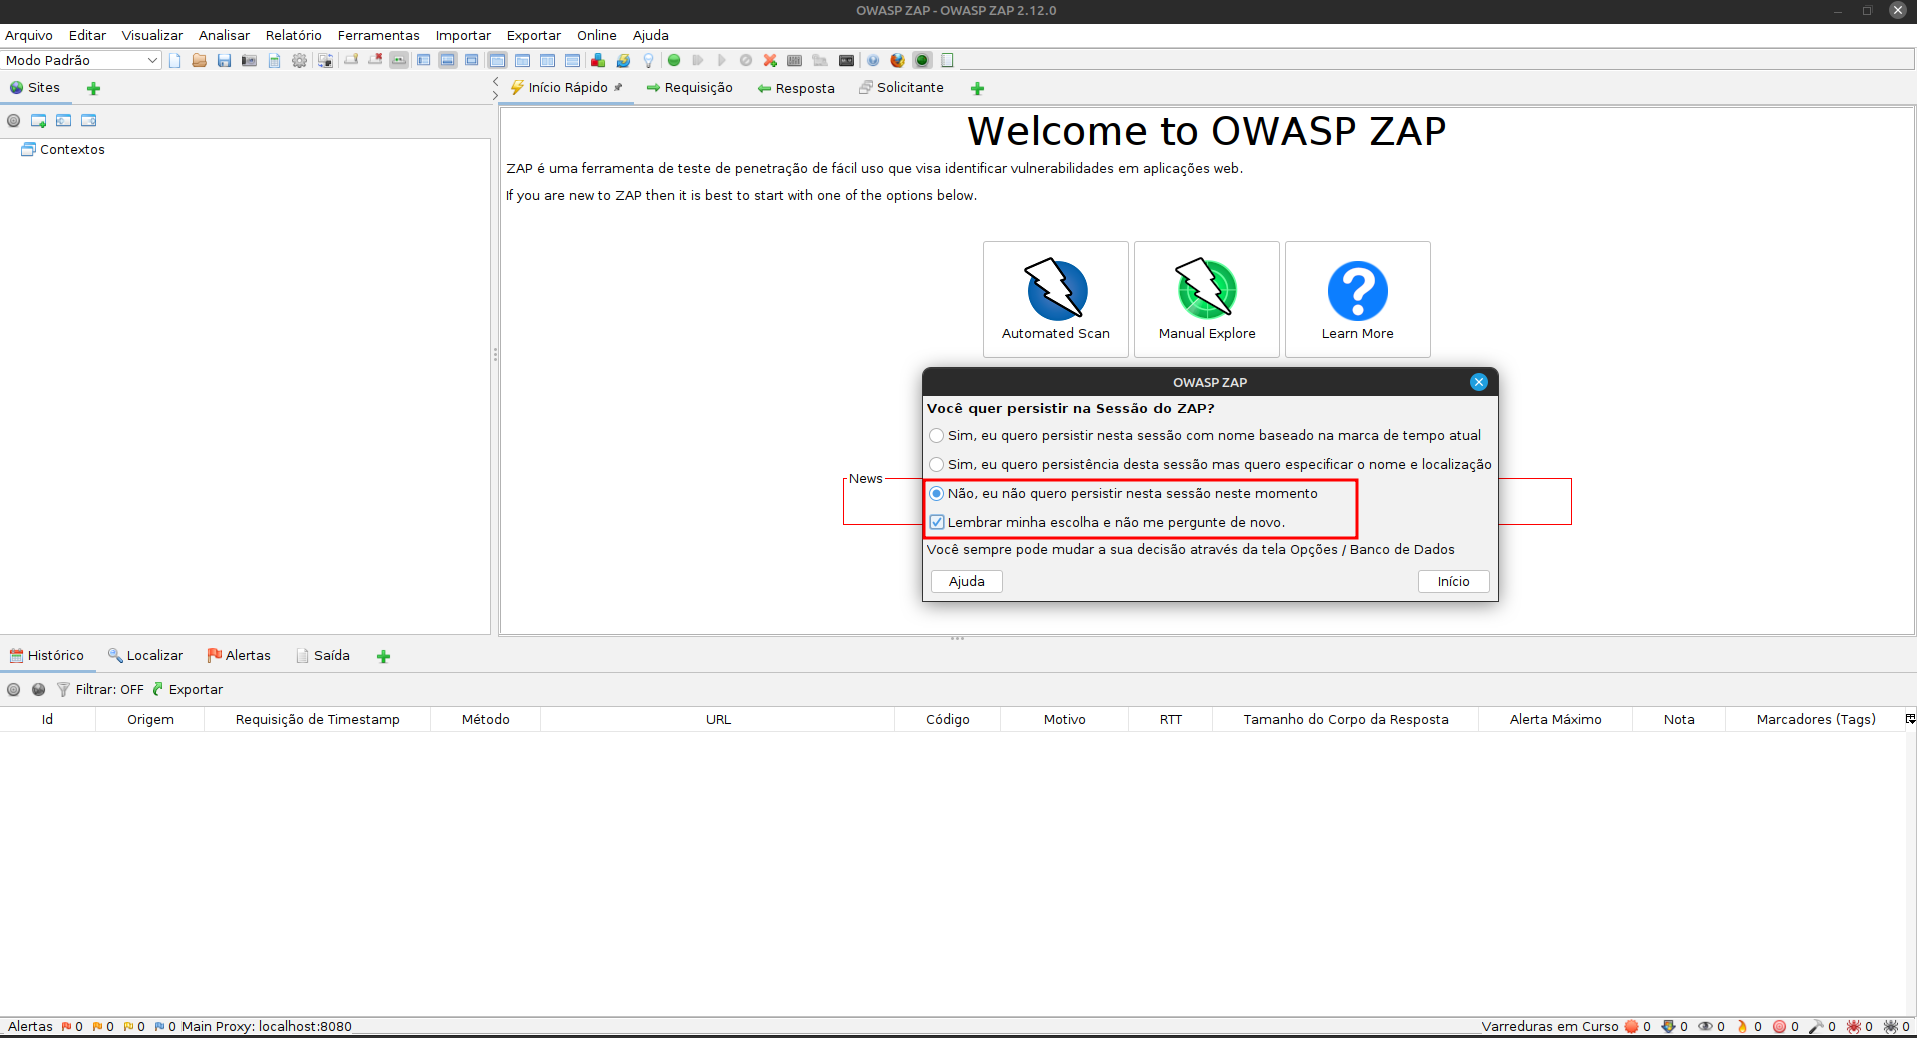 OWASP ZAP - OWASP ZAP 2.12.0
Arquivo Editar Visualizar Analisar Relatório Ferramentas Importar Exportar Online Ajuda
Modo Padrão
Sites
Início Rápido Requisição Resposta Solicitante
Contextos
Welcome to OWASP ZAP
ZAP é uma ferramenta de teste de penetração de fácil uso que visa identificar vulnerabilidades em aplicações web.
If you are new to ZAP then it is best to start with one of the options below.
Automated Scan Manual Explore Learn More
News
OWASP ZAP
Você quer persistir na Sessão do ZAP?
Sim, eu quero persistir nesta sessão com nome baseado na marca de tempo atual
Sim, eu quero persistência desta sessão mas quero especificar o nome e localização
Não, eu não quero persistir nesta sessão neste momento
Lembrar minha escolha e não me pergunte de novo.
Você sempre pode mudar a sua decisão através da tela Opções / Banco de Dados
Ajuda Início
Histórico Localizar Alertas Saída
Filtrar: OFF Exportar
Id Origem Requisição de Timestamp Método URL Código Motivo RTT Tamanho do Corpo da Resposta Alerta Máximo Nota Marcadores (Tags)
Alertas 0 0 0 0 Main Proxy: localhost:8080 Varreduras em Curso 0 0 0 0 0 0 0 0